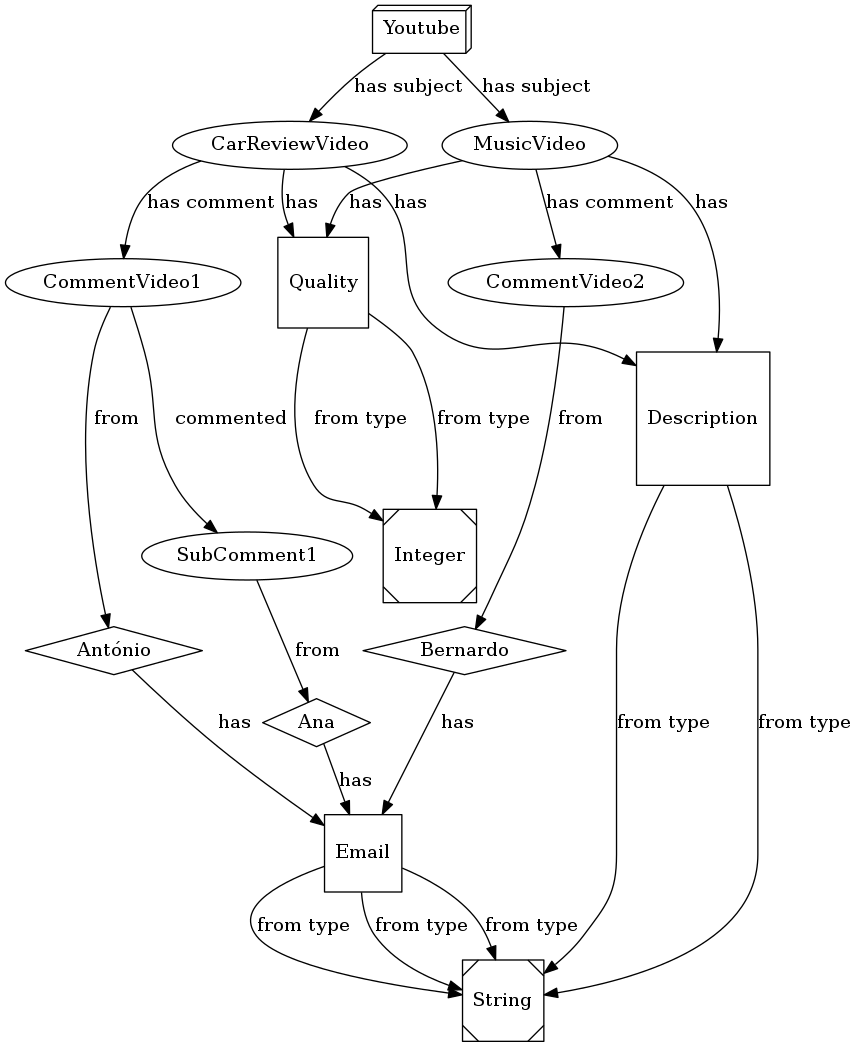 Youtube
has subject
has subject
CarReviewVideo
MusicVideo
has comment
has
has
has
has comment
has
CommentVideo1
Quality
CommentVideo2
from
commented
from type
from type
from
Description
SubComment1
Integer
António
from
Bernardo
has
Ana
has
from type
from type
has
Email
from type
from type
from type
String